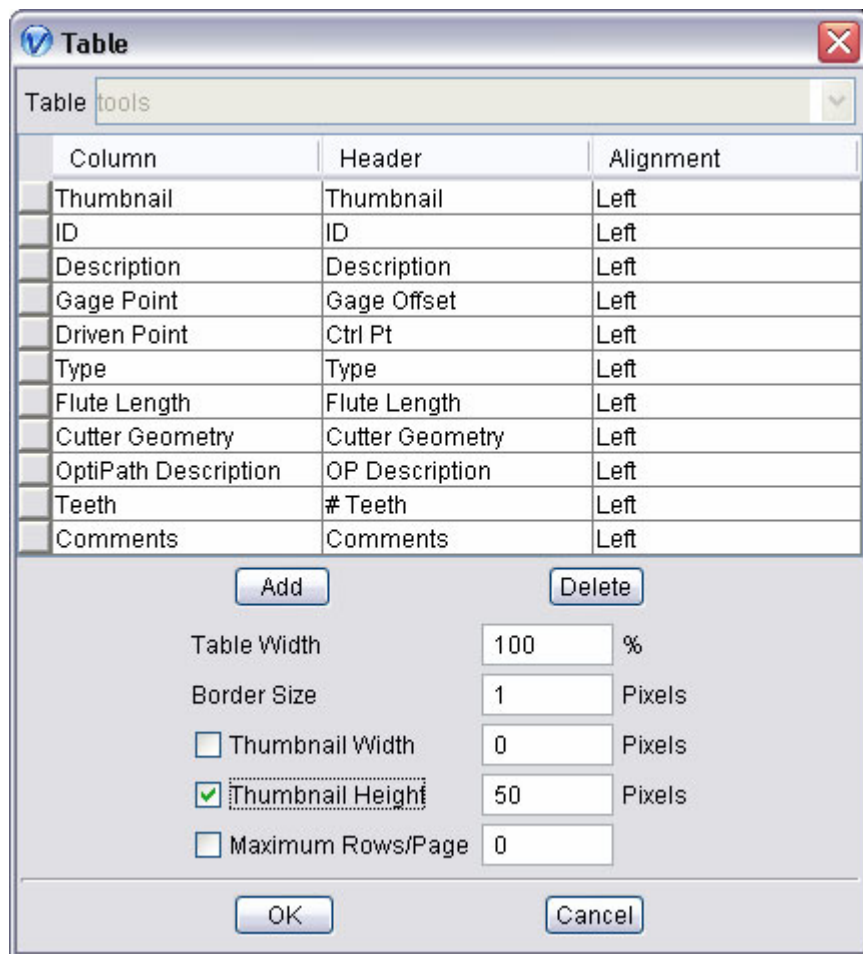 Table
Table tools
Column Header Alignment
Thumbnail Thumbnail Left
ID ID Left
Description Description Left
Gage Point Gage Offset Left
Driven Point Ctrl Pt Left
Type Type Left
Flute Length Flute Length Left
Cutter Geometry Cutter Geometry Left
OptiPath Description OP Description Left
Teeth # Teeth Left
Comments Comments Left
Add Delete
Table Width 100 %
Border Size 1 Pixels
Thumbnail Width 0 Pixels
Thumbnail Height 50 Pixels
Maximum Rows/Page 0
OK Cancel